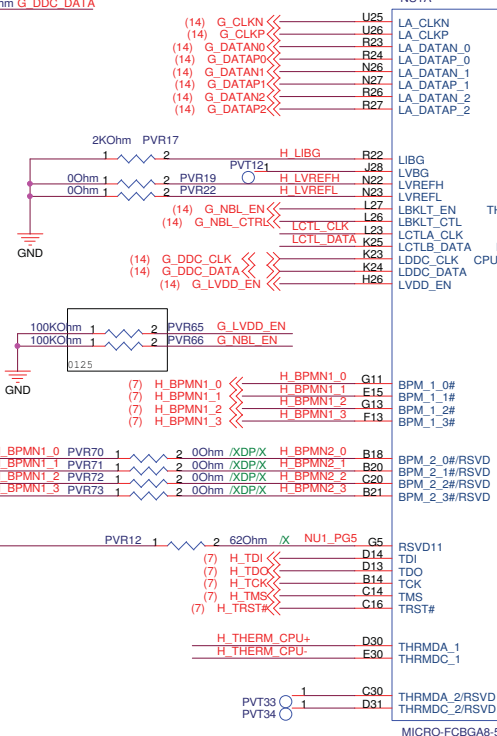 G_DDC_DATA
U25 LA_CLKN
(14) G_CLKN
U26 LA_CLKP
(14) G_CLKP
R23 LA_DATAN_0
(14) G_DATAN0
R24 LA_DATAP_0
(14) G_DATAP0
N26 LA_DATAN_1
(14) G_DATAN1
N27 LA_DATAP_1
(14) G_DATAP1
R26 LA_DATAN_2
(14) G_DATAN2
R27 LA_DATAP_2
(14) G_DATAP2
2KOhm PVR17
1 2 H_LIBG R22 LIBG
PVT12 1 J28 LVBG
0Ohm 1 2 PVR19 H_LVREFH N22 LVREFH
0Ohm 1 2 PVR22 H_LVREFL N23 LVREFL
(14) G_NBL_EN L27 LBKLT_EN
(14) G_NBL_CTRL L26 LBKLT_CTL
LCTL_CLK L23 LCTLA_CLK
LCTL_DATA K25 LCTLB_DATA
GND
(14) G_DDC_CLK K23 LDDC_CLK CPU
(14) G_DDC_DATA K24 LDDC_DATA
(14) G_LVDD_EN H26 LVDD_EN
100KOhm 1 2 PVR65 G_LVDD_EN
100KOhm 1 2 PVR66 G_NBL_EN
0125
GND
(7) H_BPMN1_0 H_BPMN1_0 G11 BPM_1_0#
(7) H_BPMN1_1 H_BPMN1_1 E15 BPM_1_1#
(7) H_BPMN1_2 H_BPMN1_2 G13 BPM_1_2#
(7) H_BPMN1_3 H_BPMN1_3 F13 BPM_1_3#
_BPMN1_0 PVR70 1 2 0Ohm /XDP/X H_BPMN2_0 B18 BPM_2_0#/RSVD
_BPMN1_1 PVR71 1 2 0Ohm /XDP/X H_BPMN2_1 B20 BPM_2_1#/RSVD
_BPMN1_2 PVR72 1 2 0Ohm /XDP/X H_BPMN2_2 C20 BPM_2_2#/RSVD
_BPMN1_3 PVR73 1 2 0Ohm /XDP/X H_BPMN2_3 B21 BPM_2_3#/RSVD
PVR12 1 2 62Ohm /X NU1_PG5 G5 RSVD11
(7) H_TDI D14 TDI
(7) H_TDO D13 TDO
(7) H_TCK B14 TCK
(7) H_TMS C14 TMS
(7) H_TRST# C16 TRST#
H_THERM_CPU+ D30 THRMDA_1
H_THERM_CPU- E30 THRMDC_1
PVT33 1 C30 THRMDA_2/RSVD
PVT34 1 D31 THRMDC_2/RSVD
MICRO-FCBGA8-5